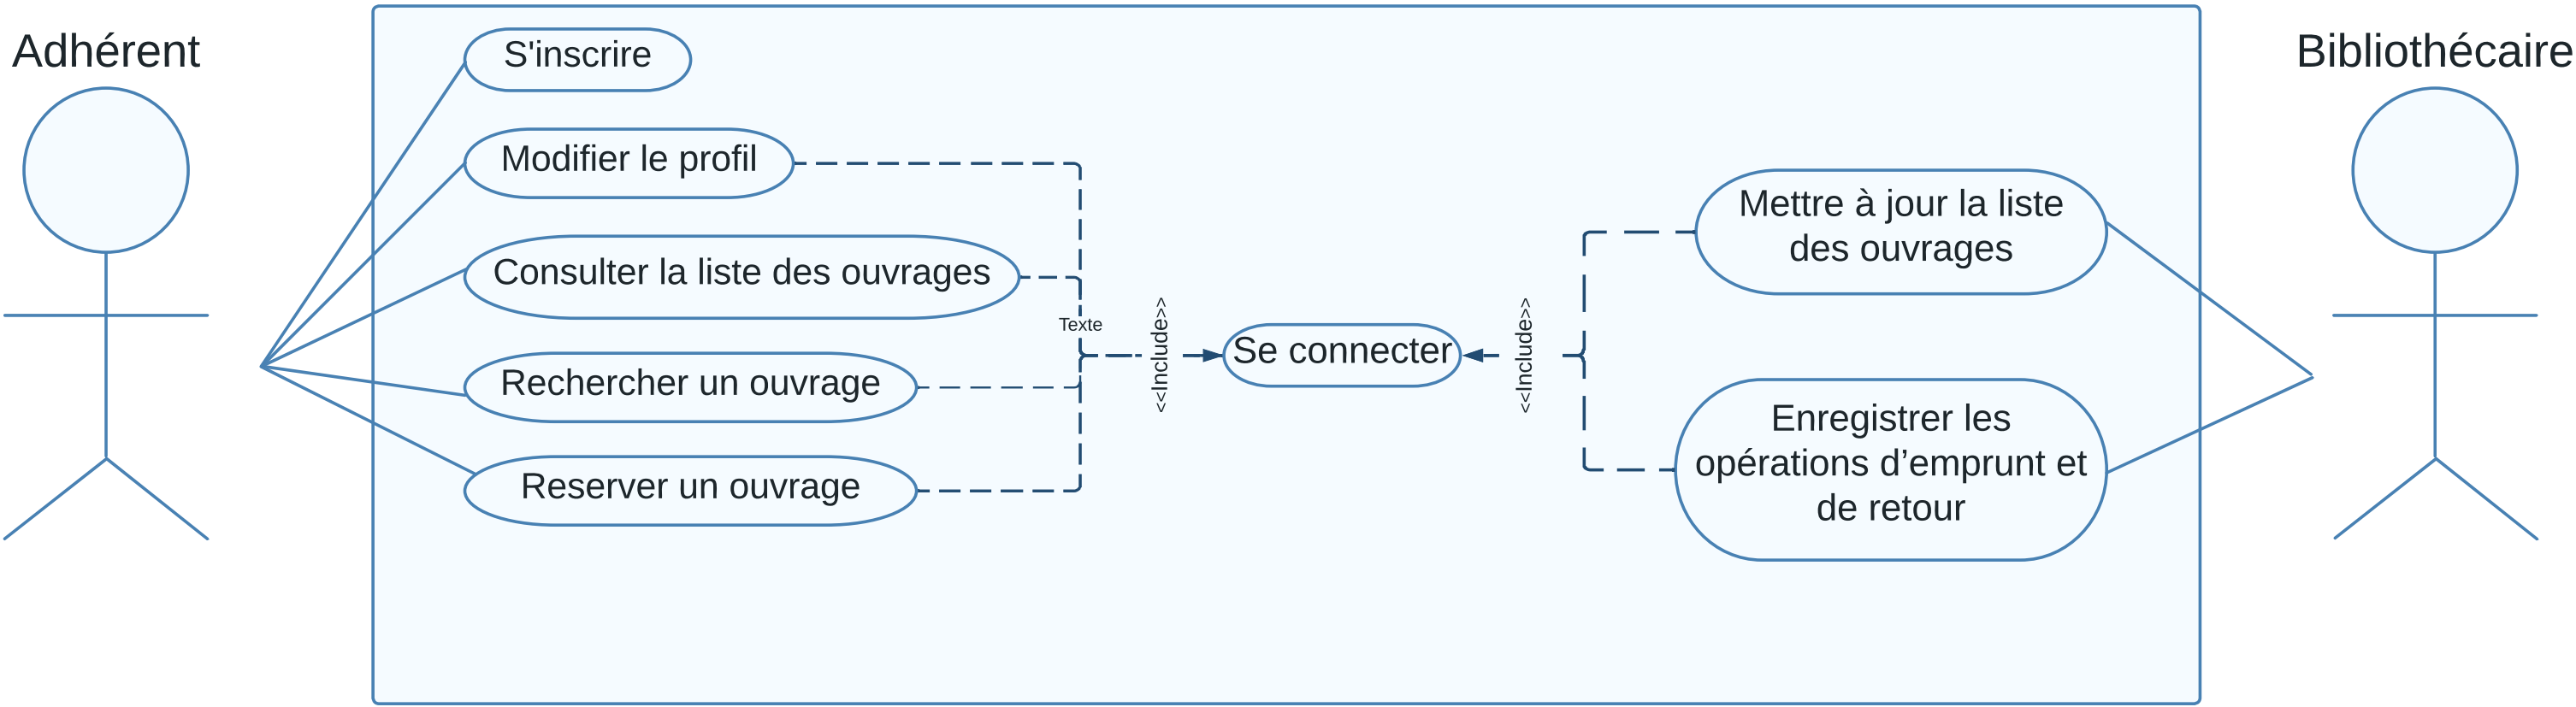 Adhérent
S'inscrire
Modifier le profil
Consulter la liste des ouvrages
Rechercher un ouvrage
Reserver un ouvrage
Texte
<<Include>>
Se connecter
<<Include>>
Mettre à jour la liste
des ouvrages
Enregistrer les
opérations d’emprunt et
de retour
Bibliothécaire